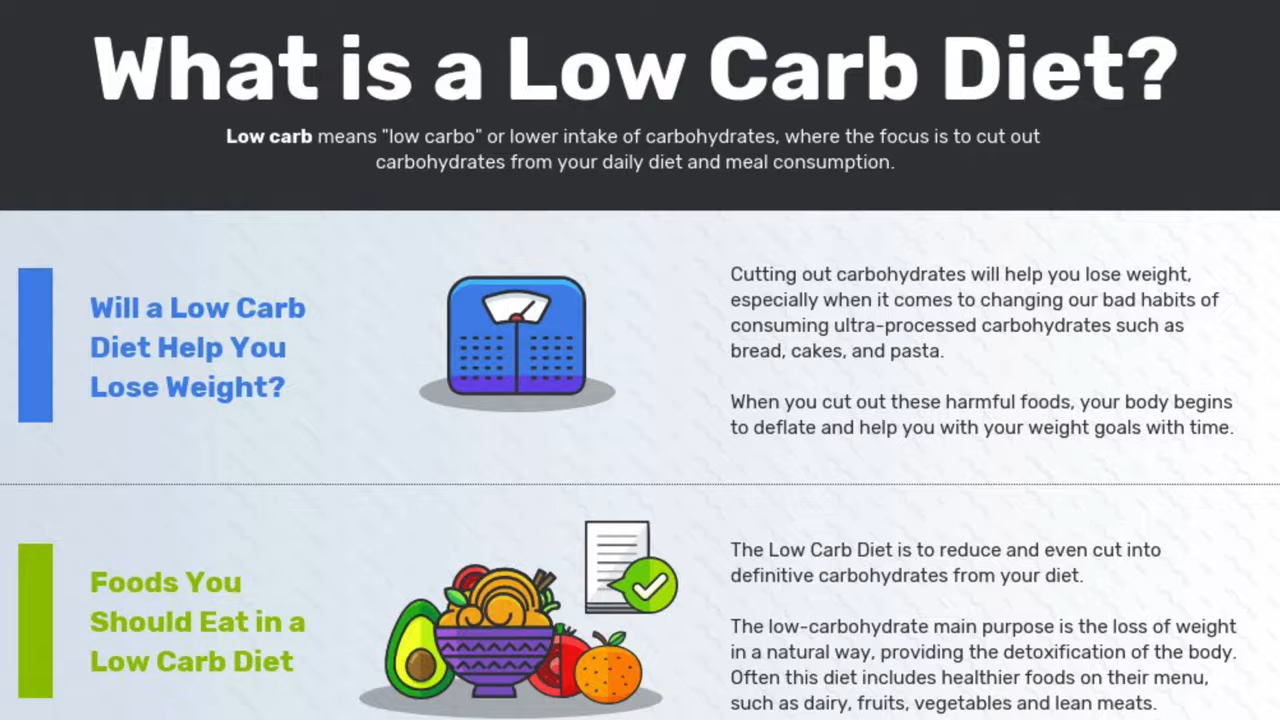 What is a Low Carb Diet?
Low carb means "low carbo" or lower intake of carbohydrates, where the focus is to cut out
carbohydrates from your daily diet and meal consumption.
Will a Low Carb
Diet Help You
Lose Weight?
Cutting out carbohydrates will help you lose weight,
especially when it comes to changing our bad habits of
consuming ultra-processed carbohydrates such as
bread, cakes, and pasta.
When you cut out these harmful foods, your body begins
to deflate and help you with your weight goals with time.
Foods You
Should Eat in a
Low Carb Diet
The Low Carb Diet is to reduce and even cut into
definitive carbohydrates from your diet.
The low-carbohydrate main purpose is the loss of weight
in a natural way, providing the detoxification of the body.
Often this diet includes healthier foods on their menu,
such as dairy, fruits, vegetables and lean meats.